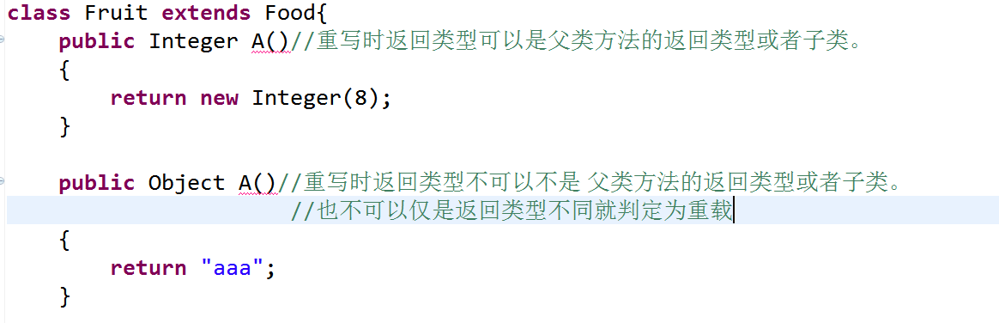 class Fruit extends Food{
public Integer A()//重写时返回类型可以是父类方法的返回类型或者子类。
{
return new Integer(8);
}
public Object A()//重写时返回类型不可以不是 父类方法的返回类型或者子类。
//也不可以仅是返回类型不同就判定为重载
{
return "aaa";
}